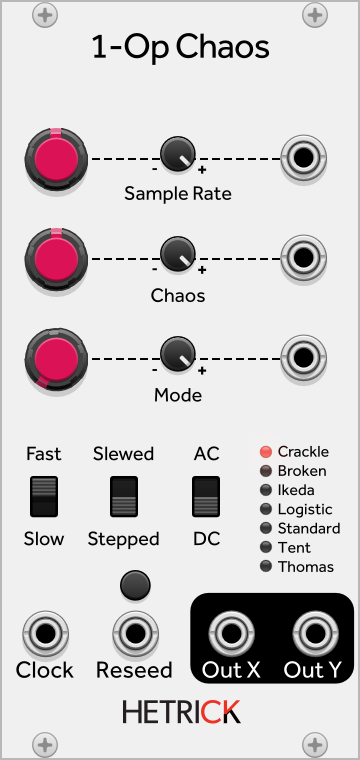 1-Op Chaos
- +
Sample Rate
- +
Chaos
- +
Mode
Fast Slewed AC
Slow Stepped DC
Crackle
Broken
Ikeda
Logistic
Standard
Tent
Thomas
Clock Reseed Out X Out Y
HETRICK